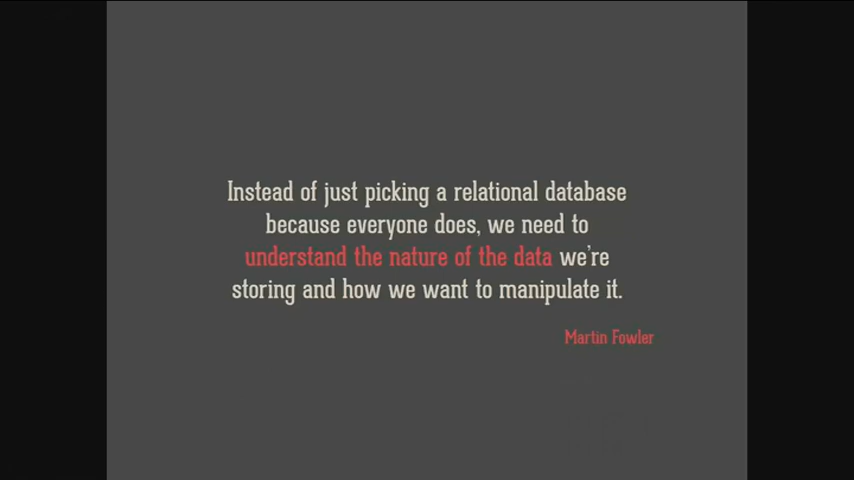 Instead of just picking a relational database
because everyone does, we need to
understand the nature of the data we're
storing and how we want to manipulate it.
Martin Fowler